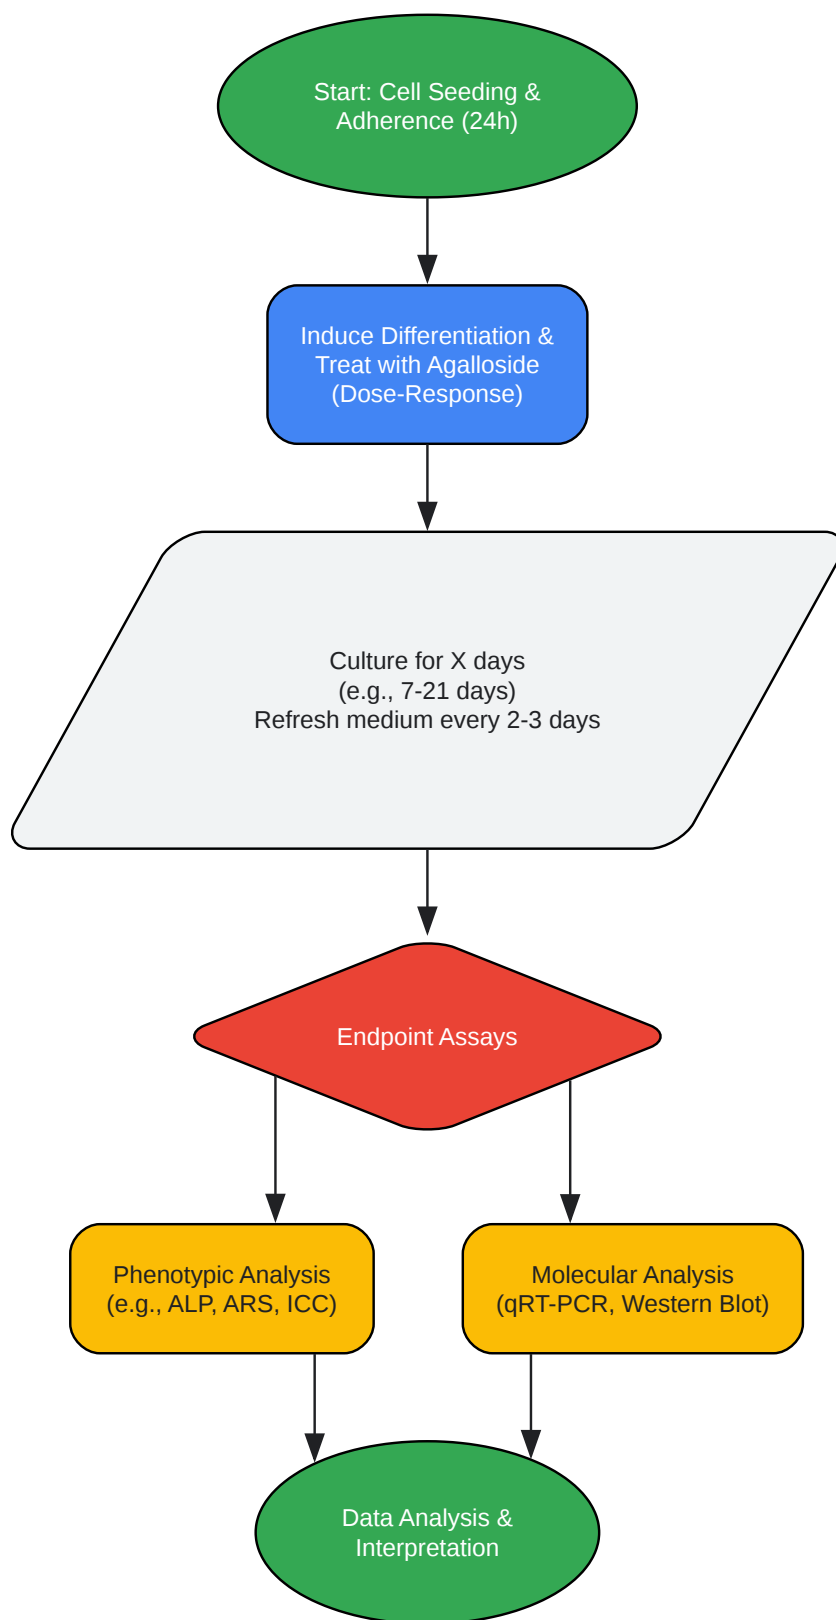 Start: Cell Seeding &
Adherence (24h)
Induce Differentiation &
Treat with Agalloside
(Dose-Response)
Culture for X days
(e.g., 7-21 days)
Refresh medium every 2-3 days
Endpoint Assays
Phenotypic Analysis
(e.g., ALP, ARS, ICC)
Molecular Analysis
(qRT-PCR, Western Blot)
Data Analysis &
Interpretation